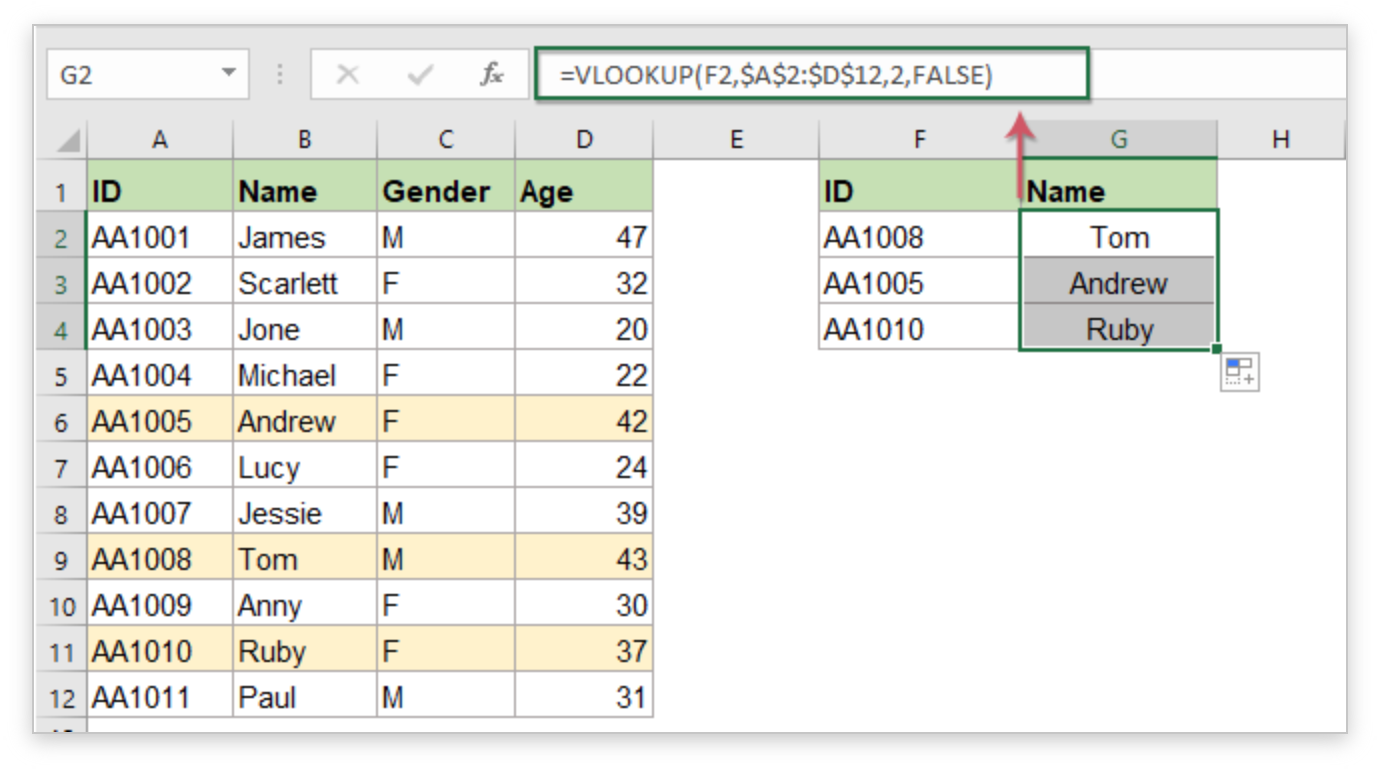 G2 fx =VLOOKUP(F2,$A$2:$D$12,2,FALSE)
A B C D E F G H
1 ID Name Gender Age ID Name
2 AA1001 James M 47 AA1008 Tom
3 AA1002 Scarlett F 32 AA1005 Andrew
4 AA1003 Jone M 20 AA1010 Ruby
5 AA1004 Michael F 22
6 AA1005 Andrew F 42
7 AA1006 Lucy F 24
8 AA1007 Jessie M 39
9 AA1008 Tom M 43
10 AA1009 Anny F 30
11 AA1010 Ruby F 37
12 AA1011 Paul M 31